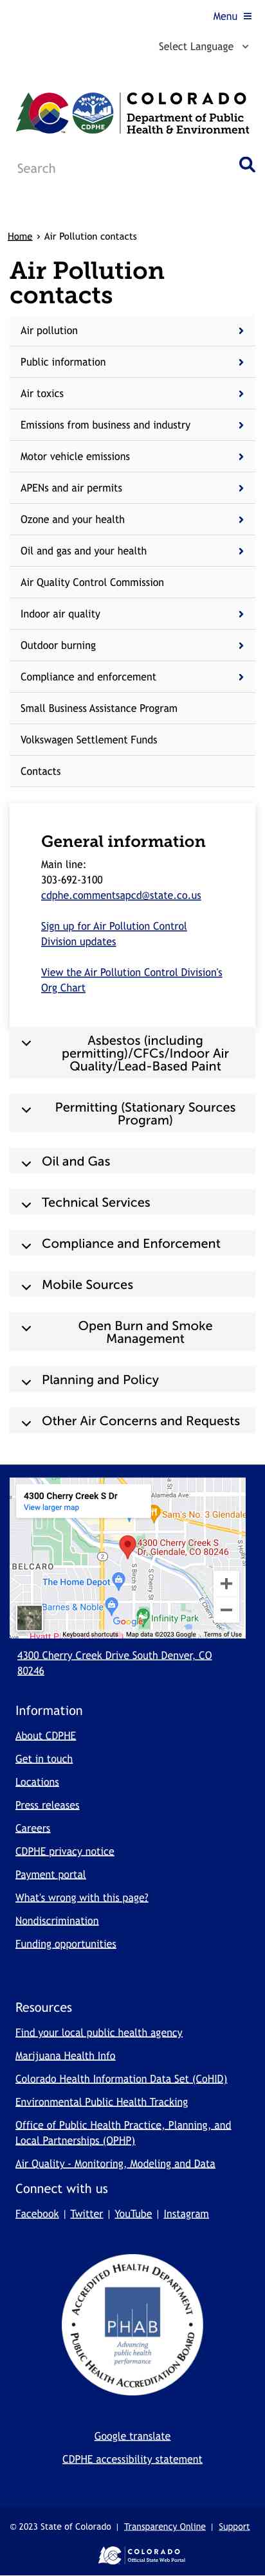 Menu
Select Language
CDPHE
COLORADO
Department of Public
Health & Environment
Search
Home > Air Pollution contacts
Air Pollution
contacts
Air pollution
Public information
Air toxics
Emissions from business and industry
Motor vehicle emissions
APENs and air permits
Ozone and your health
Oil and gas and your health
Air Quality Control Commission
Indoor air quality
Outdoor burning
Compliance and enforcement
Small Business Assistance Program
Volkswagen Settlement Funds
Contacts
General information
Main line:
303-692-3100
cdphe.commentsapcd@state.co.us
Sign up for Air Pollution Control
Division updates
View the Air Pollution Control Division's
Org Chart
Asbestos (including
permitting)/CFCs/Indoor Air
Quality/Lead-Based Paint
Permitting (Stationary Sources
Program)
Oil and Gas
Technical Services
Compliance and Enforcement
Mobile Sources
Open Burn and Smoke
Management
Planning and Policy
Other Air Concerns and Requests
4300 Cherry Creek S Dr
View larger map
Alameda Ave
Sam's No. 3 Glendale
4300 Cherry Creek S
Dr, Glendale, CO 80246
BELCARO
The Home Depot
S Birch St
S Cherry St
Barnes & Noble
Google
Infinity Park
Hyatt P
Keyboard shortcuts
Map data ©2023 Google
Terms of Use
4300 Cherry Creek Drive South Denver, CO
80246
Information
About CDPHE
Get in touch
Locations
Press releases
Careers
CDPHE privacy notice
Payment portal
What's wrong with this page?
Nondiscrimination
Funding opportunities
Resources
Find your local public health agency
Marijuana Health Info
Colorado Health Information Data Set (CoHID)
Environmental Public Health Tracking
Office of Public Health Practice, Planning, and
Local Partnerships (OPHP)
Air Quality - Monitoring, Modeling and Data
Connect with us
Facebook | Twitter | YouTube | Instagram
ACCREDITED HEALTH DEPARTMENT
PHAB
Advancing
public health
performance
PUBLIC HEALTH ACCREDITATION BOARD
Google translate
CDPHE accessibility statement
© 2023 State of Colorado | Transparency Online | Support
COLORADO
Official State Web Portal